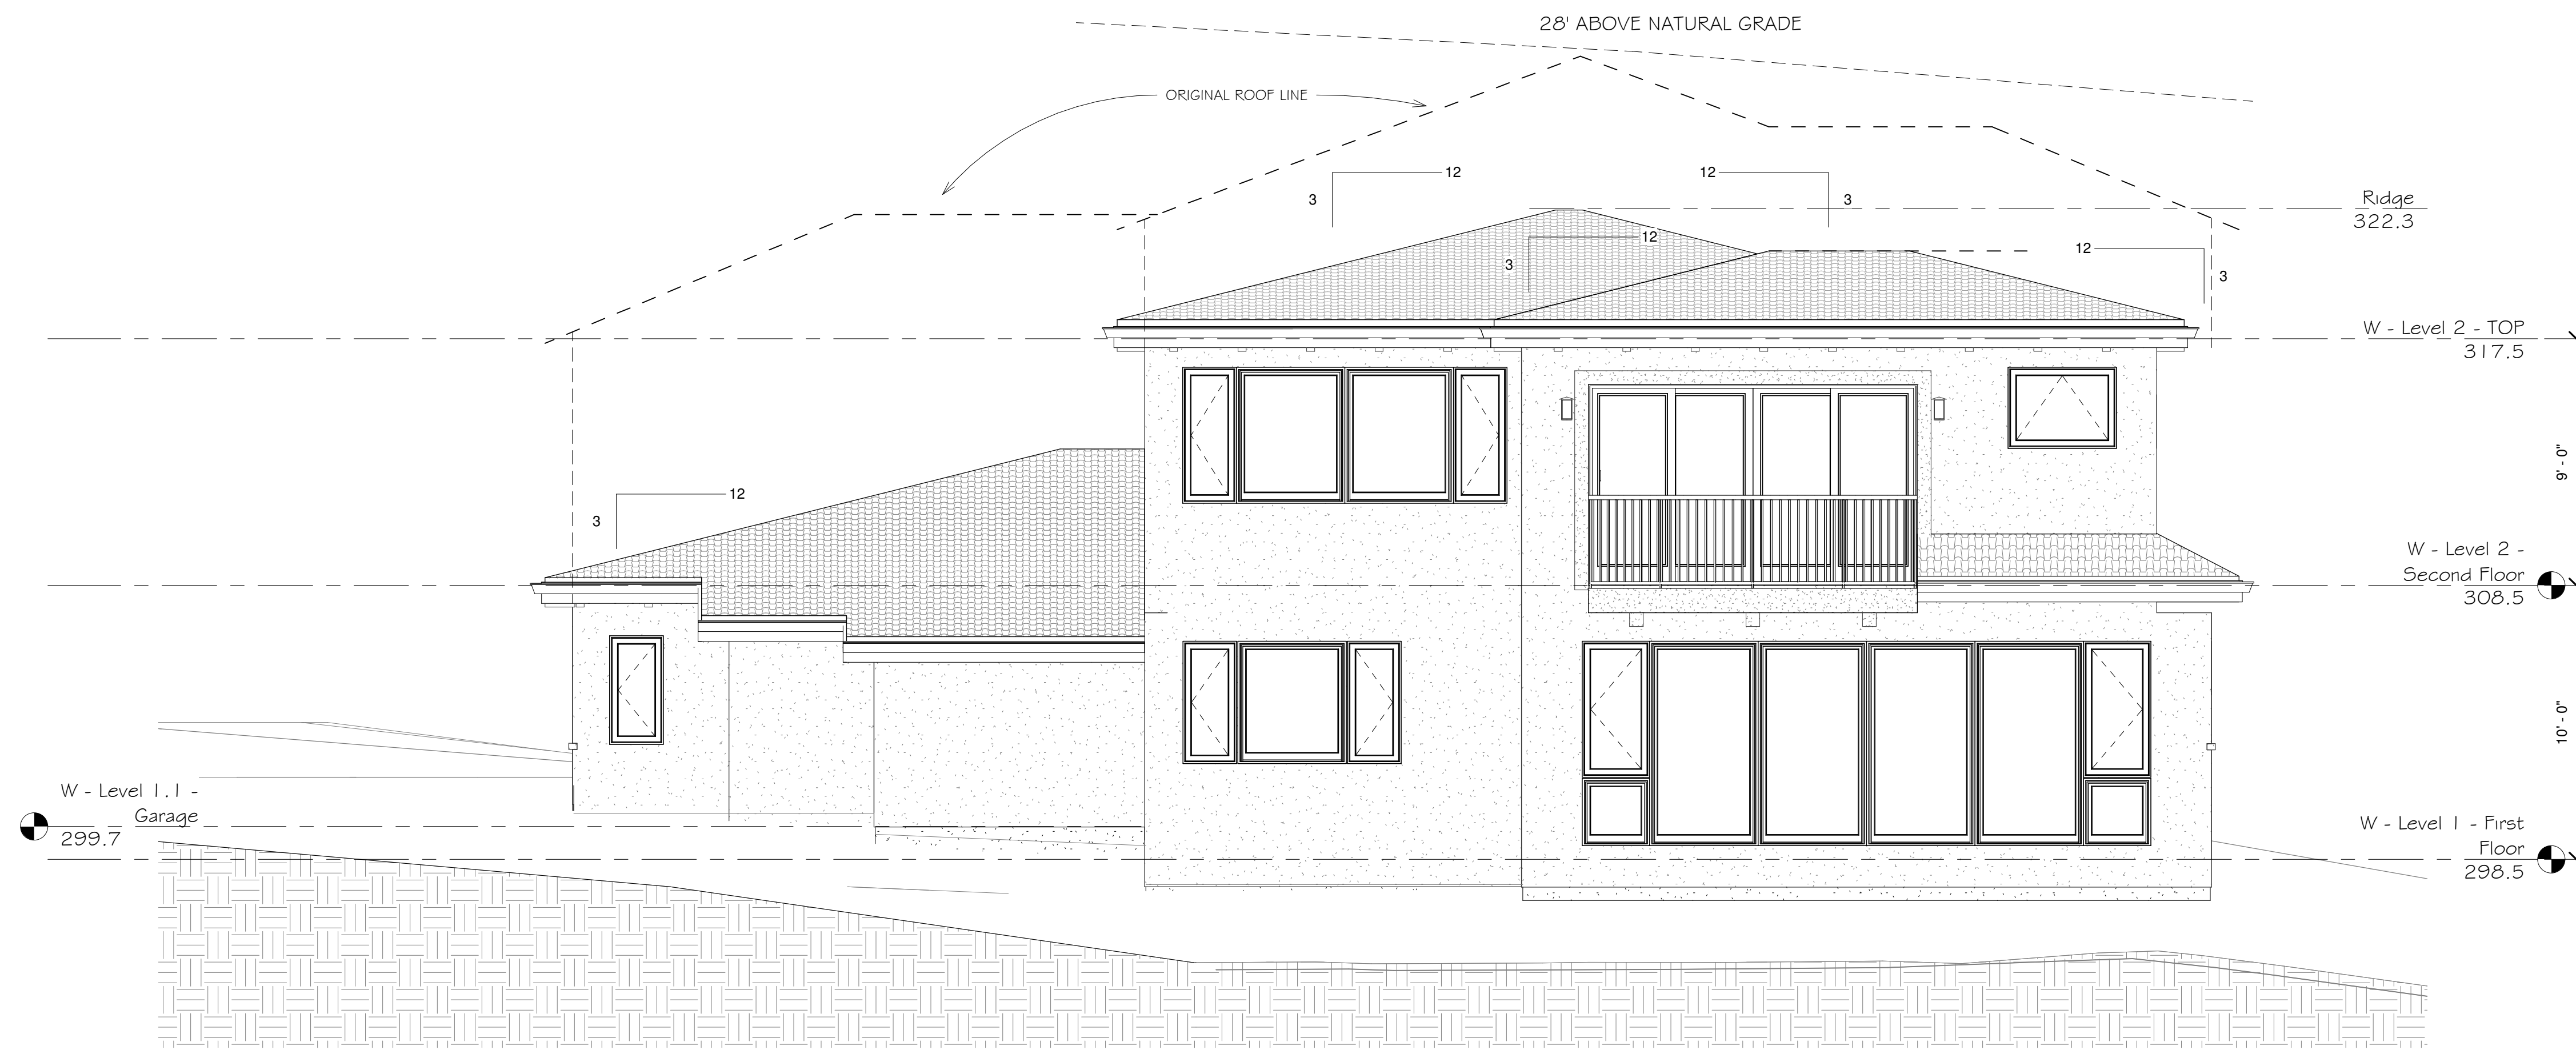 28' ABOVE NATURAL GRADE
ORIGINAL ROOF LINE
12
3
12
3
12
3
12
3
12
3
Ridge
322.3
W - Level 2 - TOP
317.5
9' - 0"
W - Level 2 -
Second Floor
308.5
10' - 0"
W - Level 1.1 -
Garage
299.7
W - Level 1 - First
Floor
298.5